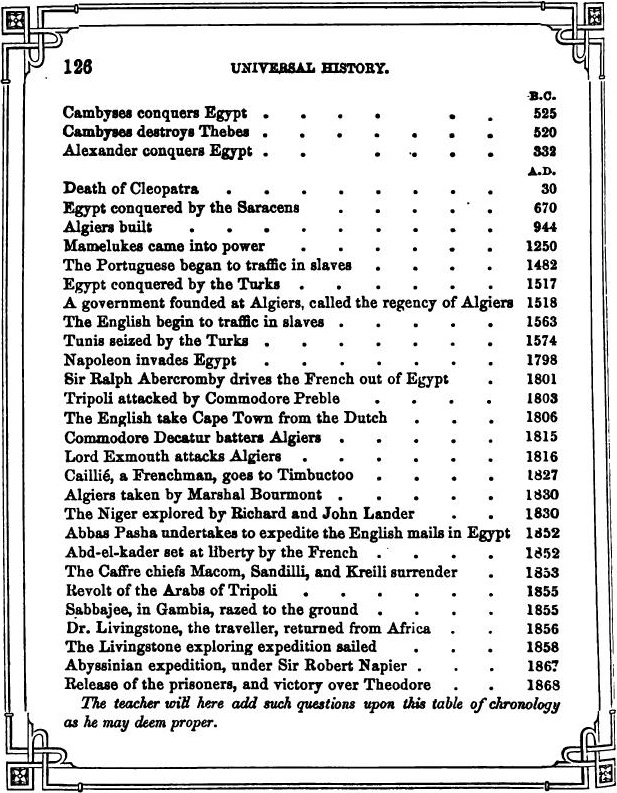 126 UNIVERSAL HISTORY.
B.C.
Cambyses conquers Egypt . . . . . . 525
Cambyses destroys Thebes . . . . . . . 520
Alexander conquers Egypt . . . . . . 332
A.D.
Death of Cleopatra . . . . . . . . 30
Egypt conquered by the Saracens . . . . . 670
Algiers built . . . . . . . . . 944
Mamelukes came into power . . . . . . 1250
The Portuguese began to traffic in slaves . . . . 1482
Egypt conquered by the Turks . . . . . . 1517
A government founded at Algiers, called the regency of Algiers 1518
The English begin to traffic in slaves . . . . . 1563
Tunis seized by the Turks . . . . . . . 1574
Napoleon invades Egypt . . . . . . . 1798
Sir Ralph Abercromby drives the French out of Egypt . 1801
Tripoli attacked by Commodore Preble . . . . 1803
The English take Cape Town from the Dutch . . . 1806
Commodore Decatur batters Algiers . . . . . 1815
Lord Exmouth attacks Algiers . . . . . . 1816
Caillié, a Frenchman, goes to Timbuctoo . . . . 1827
Algiers taken by Marshal Bourmont . . . . . 1830
The Niger explored by Richard and John Lander . . 1830
Abbas Pasha undertakes to expedite the English mails in Egypt 1852
Abd-el-kader set at liberty by the French . . . . 1852
The Caffre chiefs Macom, Sandilli, and Kreili surrender . 1853
Revolt of the Arabs of Tripoli . . . . . . 1855
Sabbajee, in Gambia, razed to the ground . . . . 1855
Dr. Livingstone, the traveller, returned from Africa . . 1856
The Livingstone exploring expedition sailed . . . 1858
Abyssinian expedition, under Sir Robert Napier . . . 1867
Release of the prisoners, and victory over Theodore . . 1868
The teacher will here add such questions upon this table of chronology
as he may deem proper.